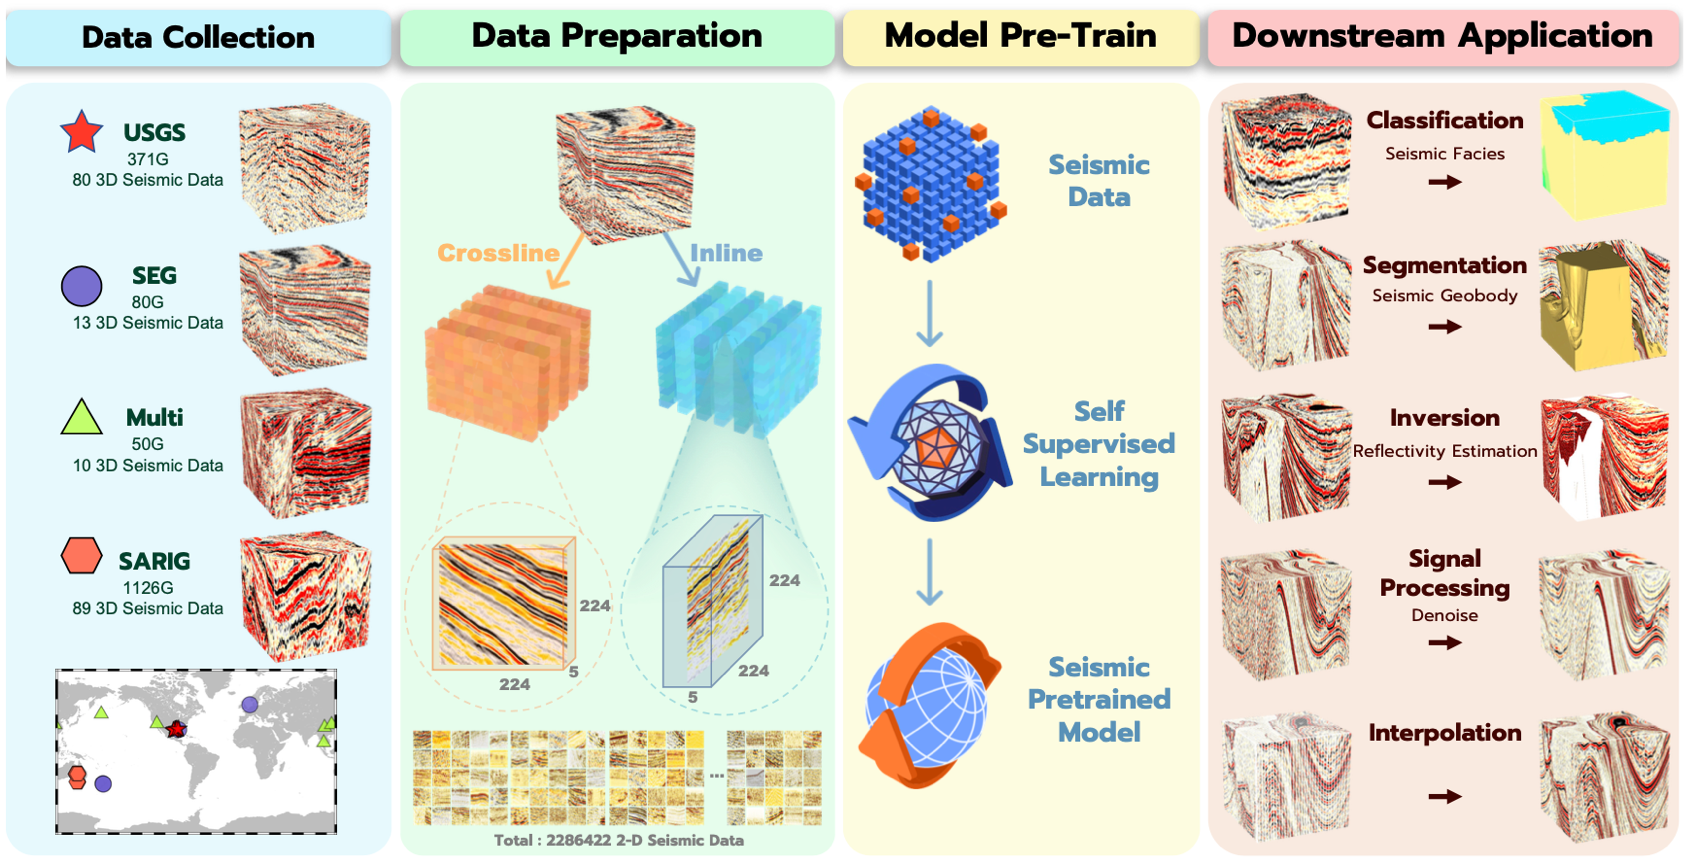 Data Collection
Data Preparation
Model Pre-Train
Downstream Application
USGS
371G
80 3D Seismic Data
SEG
80G
13 3D Seismic Data
Multi
50G
10 3D Seismic Data
SARIG
1126G
89 3D Seismic Data
Crossline
Inline
224
224
5
224
224
5
...
Total : 2286422 2-D Seismic Data
Seismic
Data
Self
Supervised
Learning
Seismic
Pretrained
Model
Classification
Seismic Facies
Segmentation
Seismic Geobody
Inversion
Reflectivity Estimation
Signal
Processing
Denoise
Interpolation